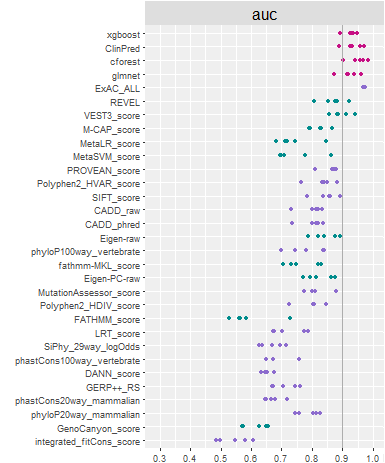 auc
xgboost
ClinPred
cforest
glmnet
ExAC_ALL
REVEL
VEST3_score
M-CAP_score
MetaLR_score
MetaSVM_score
PROVEAN_score
Polyphen2_HVAR_score
SIFT_score
CADD_raw
CADD_phred
Eigen-raw
phyloP100way_vertebrate
fathmm-MKL_score
Eigen-PC-raw
MutationAssessor_score
Polyphen2_HDIV_score
FATHMM_score
LRT_score
SiPhy_29way_logOdds
phastCons100way_vertebrate
DANN_score
GERP++_RS
phastCons20way_mammalian
phyloP20way_mammalian
GenoCanyon_score
integrated_fitCons_score
0.3 0.4 0.5 0.6 0.7 0.8 0.9 1.0